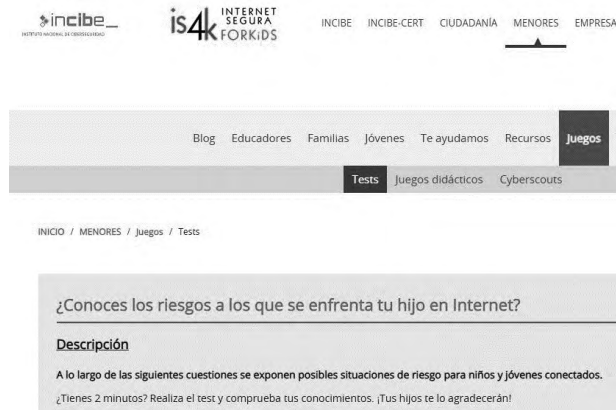 incibe_
INSTITUTO NACIONAL DE CIBERSEGURIDAD
is4k INTERNET SEGURA FORKiDS
INCIBE INCIBE-CERT CIUDADANÍA MENORES EMPRESA
Blog Educadores Familias Jóvenes Te ayudamos Recursos Juegos
Tests Juegos didácticos Cyberscouts
INICIO / MENORES / Juegos / Tests
¿Conoces los riesgos a los que se enfrenta tu hijo en Internet?
Descripción
A lo largo de las siguientes cuestiones se exponen posibles situaciones de riesgo para niños y jóvenes conectados.
¿Tienes 2 minutos? Realiza el test y comprueba tus conocimientos. ¡Tus hijos te lo agradecerán!